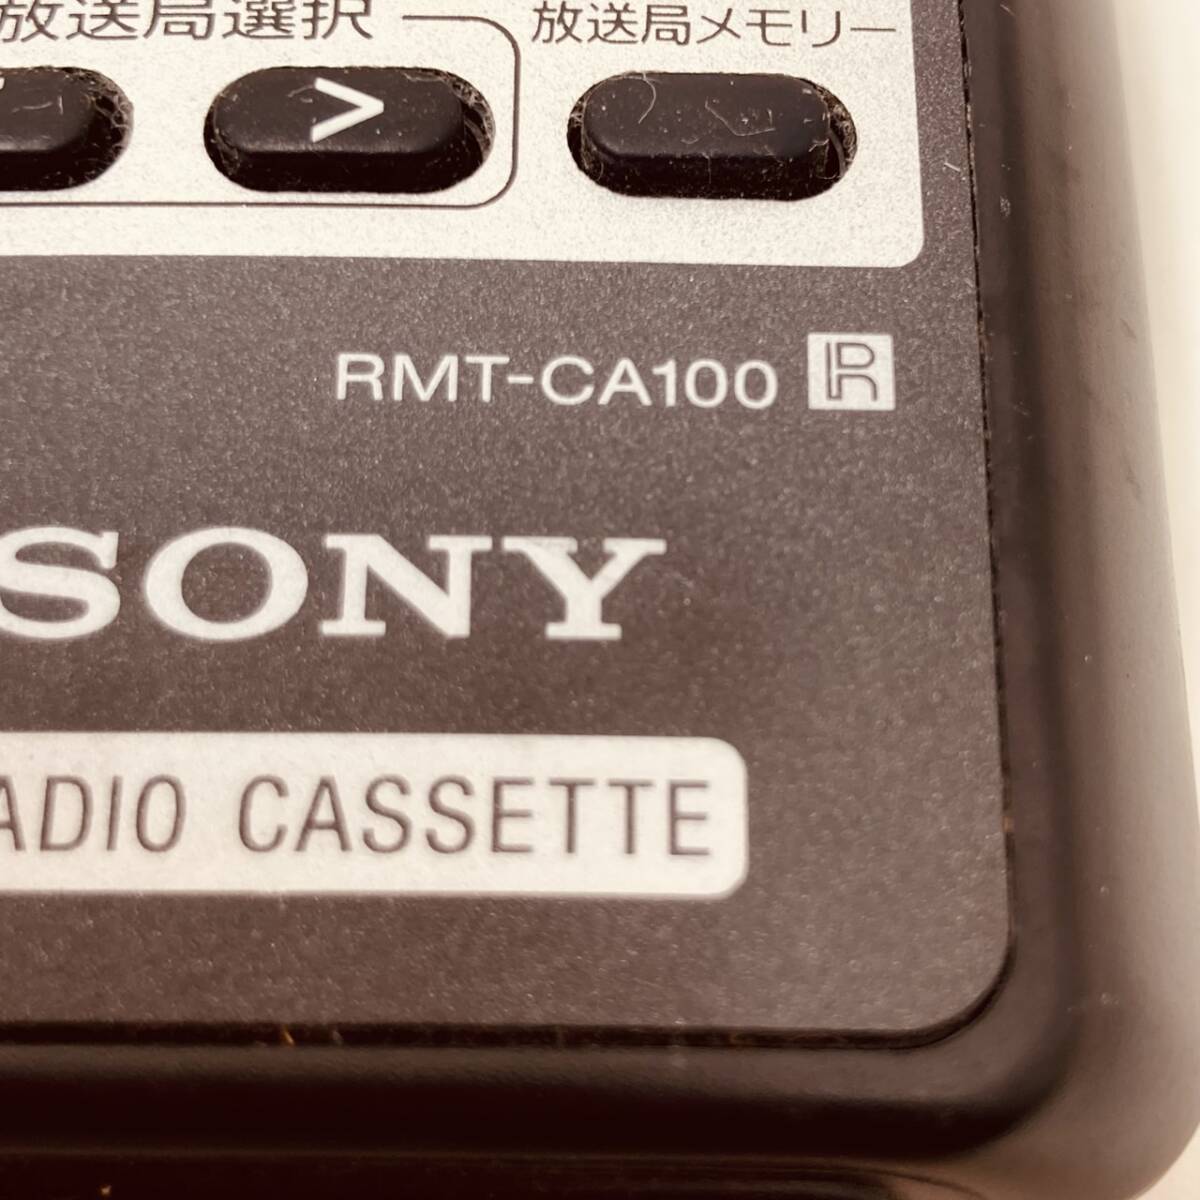 放送局選択
放送局メモリー
>
RMT-CA100 R
SONY
ADIO CASSETTE